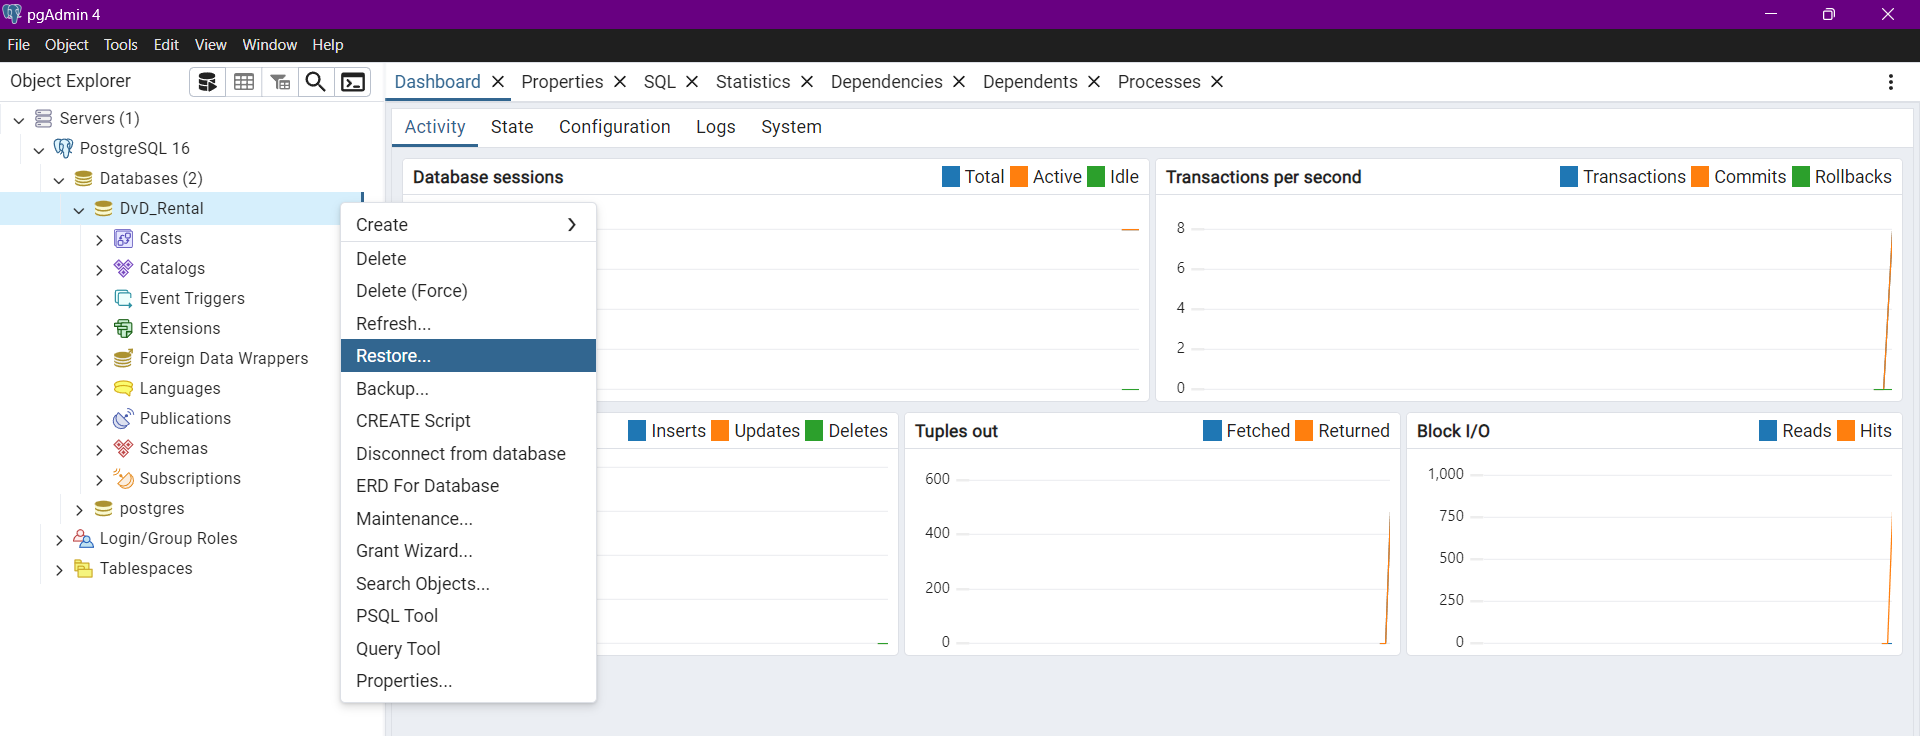 pgAdmin 4
File Object Tools Edit View Window Help
Object Explorer
Dashboard Properties SQL Statistics Dependencies Dependents Processes
Activity State Configuration Logs System
Servers (1)
PostgreSQL 16
Databases (2)
DvD_Rental
Casts
Catalogs
Event Triggers
Extensions
Foreign Data Wrappers
Languages
Publications
Schemas
Subscriptions
postgres
Login/Group Roles
Tablespaces
Create
Delete
Delete (Force)
Refresh...
Restore...
Backup...
CREATE Script
Disconnect from database
ERD For Database
Maintenance...
Grant Wizard...
Search Objects...
PSQL Tool
Query Tool
Properties...
Database sessions Total Active Idle
Transactions per second Transactions Commits Rollbacks
8
6
4
2
0
Inserts Updates Deletes
Tuples out Fetched Returned
600
400
200
0
Block I/O Reads Hits
1,000
750
500
250
0